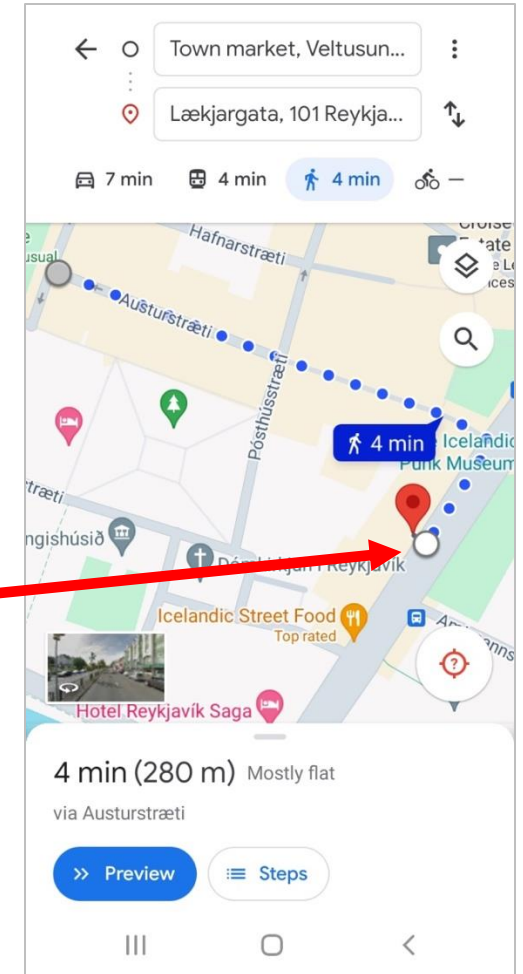 Town market, Veltusun...
Lækjargata, 101 Reykja...
7 min
4 min
4 min
—
Hafnarstræti
Austurstræti
Pósthússtræti
4 min
Icelandic
Punk Museum
træti
ngishúsið
Reykjavík
Icelandic Street Food
Top rated
Hotel Reykjavík Saga
4 min (280 m) Mostly flat
via Austurstræti
Preview
Steps